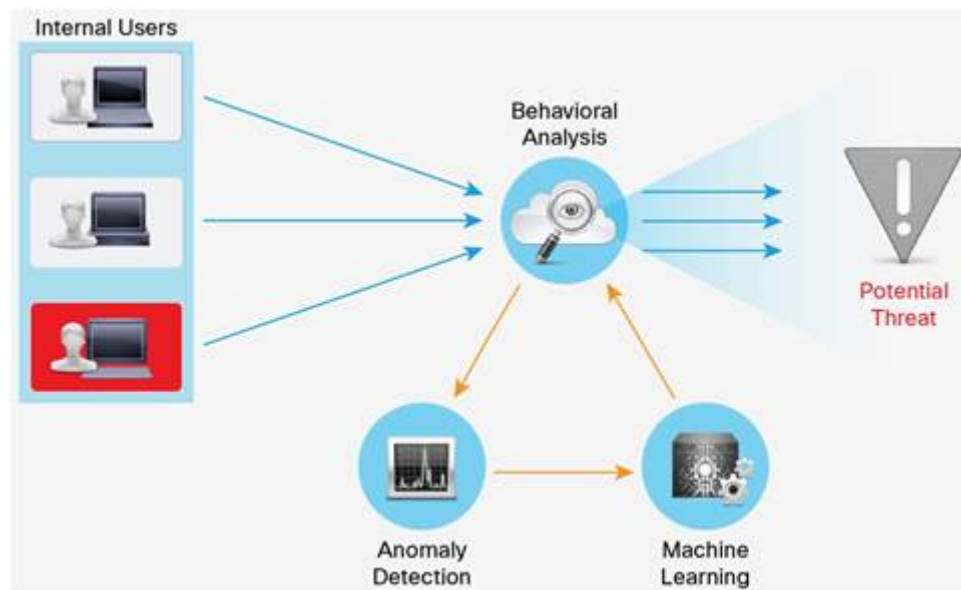 Internal Users
Behavioral
Analysis
Potential
Threat
Anomaly
Detection
Machine
Learning